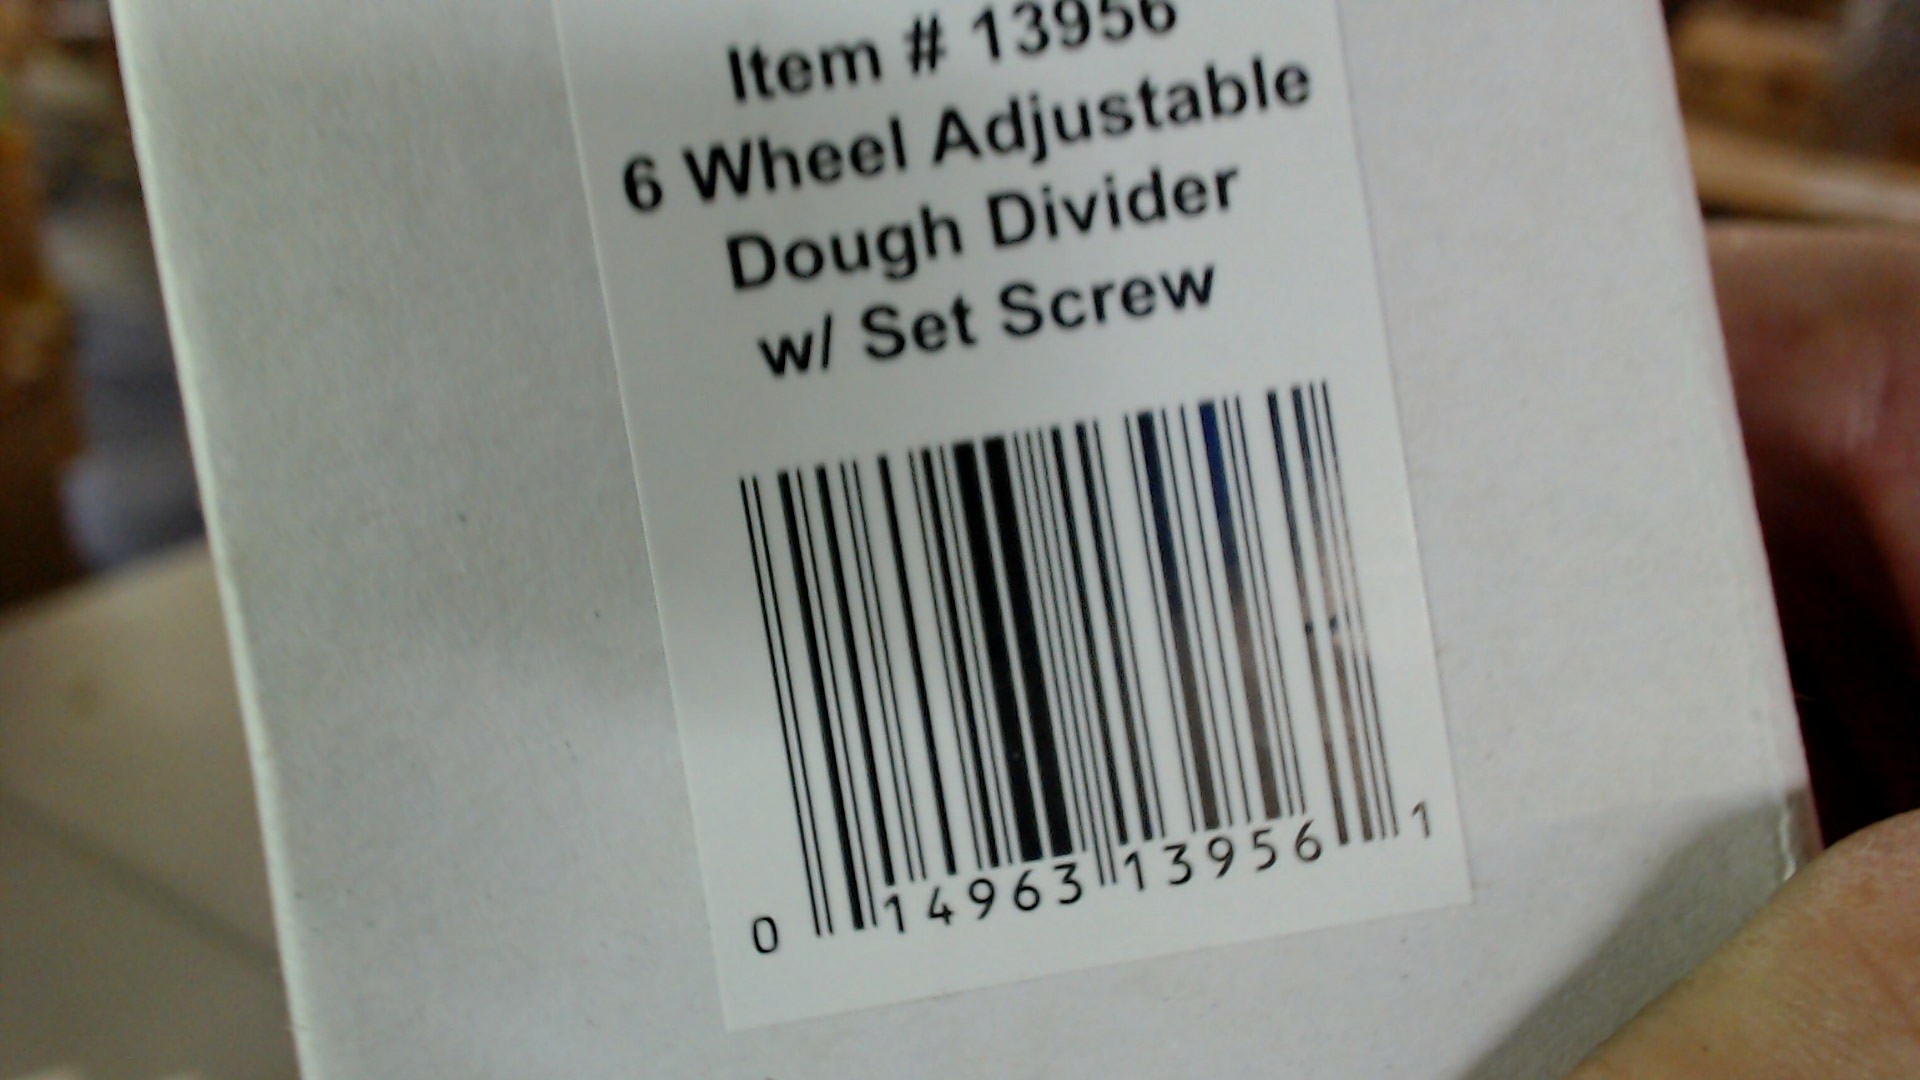 Item # 13956
6 Wheel Adjustable
Dough Divider
w/ Set Screw
0 14963 13956 1